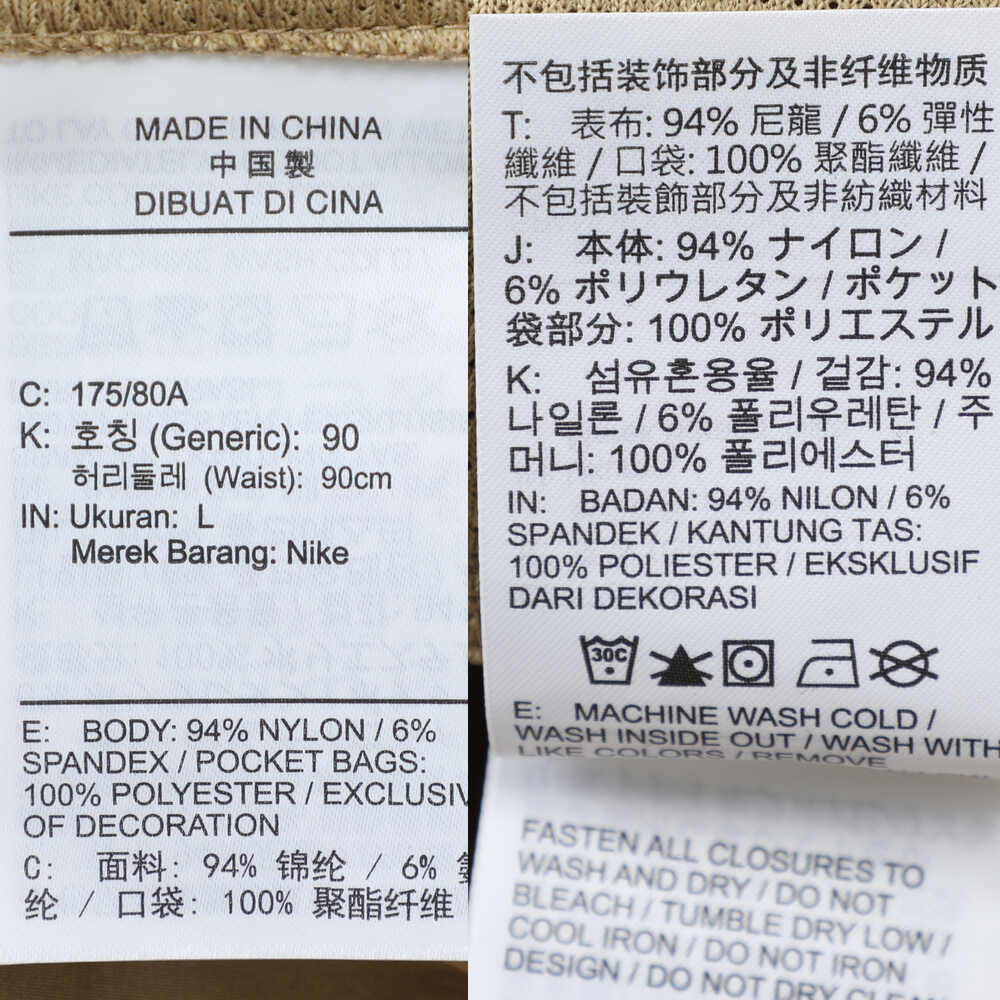 MADE IN CHINA
中国製
DIBUAT DI CINA
C: 175/80A
K: 호칭 (Generic): 90
허리둘레 (Waist): 90cm
IN: Ukuran: L
Merek Barang: Nike
E: BODY: 94% NYLON / 6%
SPANDEX / POCKET BAGS:
100% POLYESTER / EXCLUSIV
OF DECORATION
C: 面料: 94% 锦纶 / 6%
纶 / 口袋: 100% 聚酯纤维
不包括装饰部分及非纤维物质
T: 表布: 94% 尼龍 / 6% 彈性
纖維 / 口袋: 100% 聚酯纖維 /
不包括裝飾部分及非紡織材料
J: 本体: 94% ナイロン /
6% ポリウレタン / ポケット
袋部分: 100% ポリエステル
K: 섬유혼용율 / 겉감: 94%
나일론 / 6% 폴리우레탄 / 주
머니: 100% 폴리에스터
IN: BADAN: 94% NILON / 6%
SPANDEK / KANTUNG TAS:
100% POLIESTER / EKSKLUSIF
DARI DEKORASI
30C
E: MACHINE WASH COLD /
WASH INSIDE OUT / WASH WITH
LIKE COLORS / REMOVE
FASTEN ALL CLOSURES TO
WASH AND DRY / DO NOT
BLEACH / TUMBLE DRY LOW /
COOL IRON / DO NOT IRON
DESIGN / DO NOT DRY CLEAN